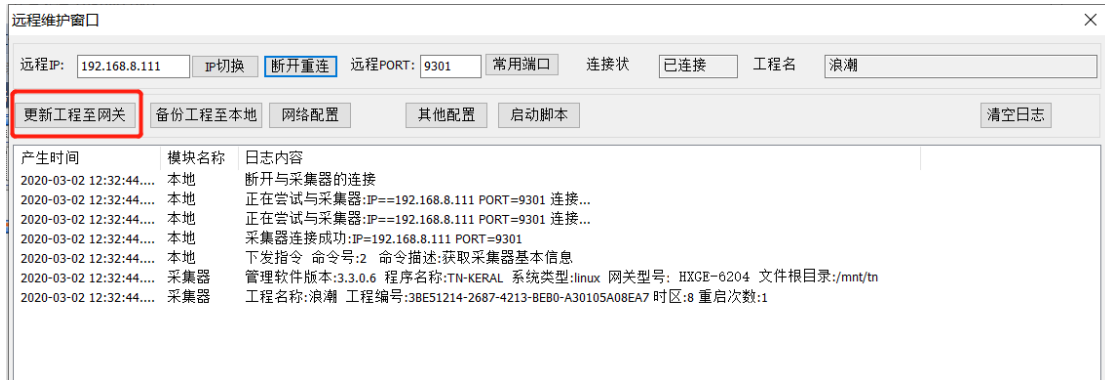 远程维护窗口
远程IP: 192.168.8.111 IP切换 断开重连 远程PORT: 9301 常用端口 连接状 已连接 工程名 浪潮
更新工程至网关 备份工程至本地 网络配置 其他配置 启动脚本 清空日志
产生时间 模块名称 日志内容
2020-03-02 12:32:44.... 本地 断开与采集器的连接
2020-03-02 12:32:44.... 本地 正在尝试与采集器:IP==192.168.8.111 PORT=9301 连接...
2020-03-02 12:32:44.... 本地 正在尝试与采集器:IP==192.168.8.111 PORT=9301 连接...
2020-03-02 12:32:44.... 本地 采集器连接成功:IP=192.168.8.111 PORT=9301
2020-03-02 12:32:44.... 本地 下发指令 命令号:2 命令描述:获取采集器基本信息
2020-03-02 12:32:44.... 采集器 管理软件版本:3.3.0.6 程序名称:TN-KERAL 系统类型:linux 网关型号：HXGE-6204 文件根目录:/mnt/tn
2020-03-02 12:32:44.... 采集器 工程名称:浪潮 工程编号:3BE51214-2687-4213-BEB0-A30105A08EA7 时区:8 重启次数:1